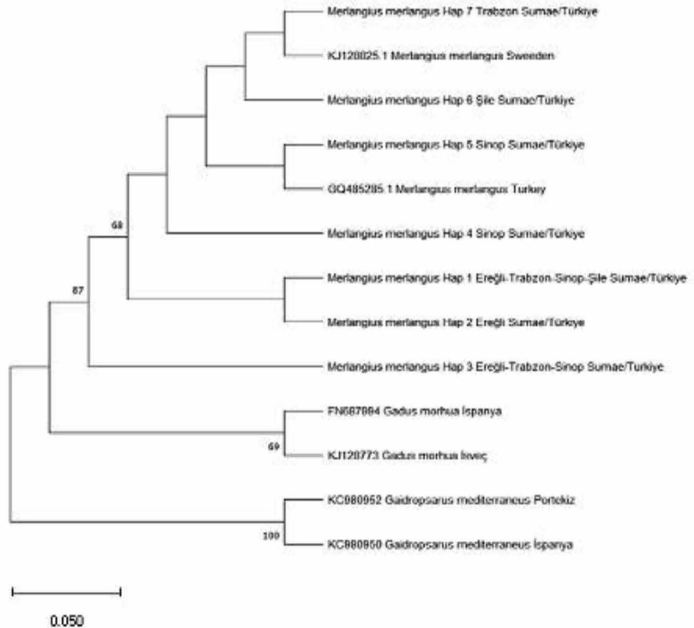 Merlangius merlangus Hap 7 Trabzon Sumae/Türkiye
KJ128825.1 Merlangius merlangus Sweeden
Merlangius merlangus Hap 6 Şile Sumae/Türkiye
Merlangius merlangus Hap 5 Sinop Sumae/Türkiye
GQ485285.1 Merlangius merlangus Turkey
Merlangius merlangus Hap 4 Sinop Sumae/Türkiye
68
Merlangius merlangus Hap 1 Ereğli-Trabzon-Sinop-Şile Sumae/Türkiye
87
Merlangius merlangus Hap 2 Ereğli Sumae/Türkiye
Merlangius merlangus Hap 3 Ereğli-Trabzon-Sinop Sumae/Turkiye
Gadus morhua İspanya
69
KJ128773 Gadus morhua İsveç
KC980952 Gaidropsarus mediterraneus Portekiz
100
KC980950 Gaidropsarus mediterraneus İspanya
0.050